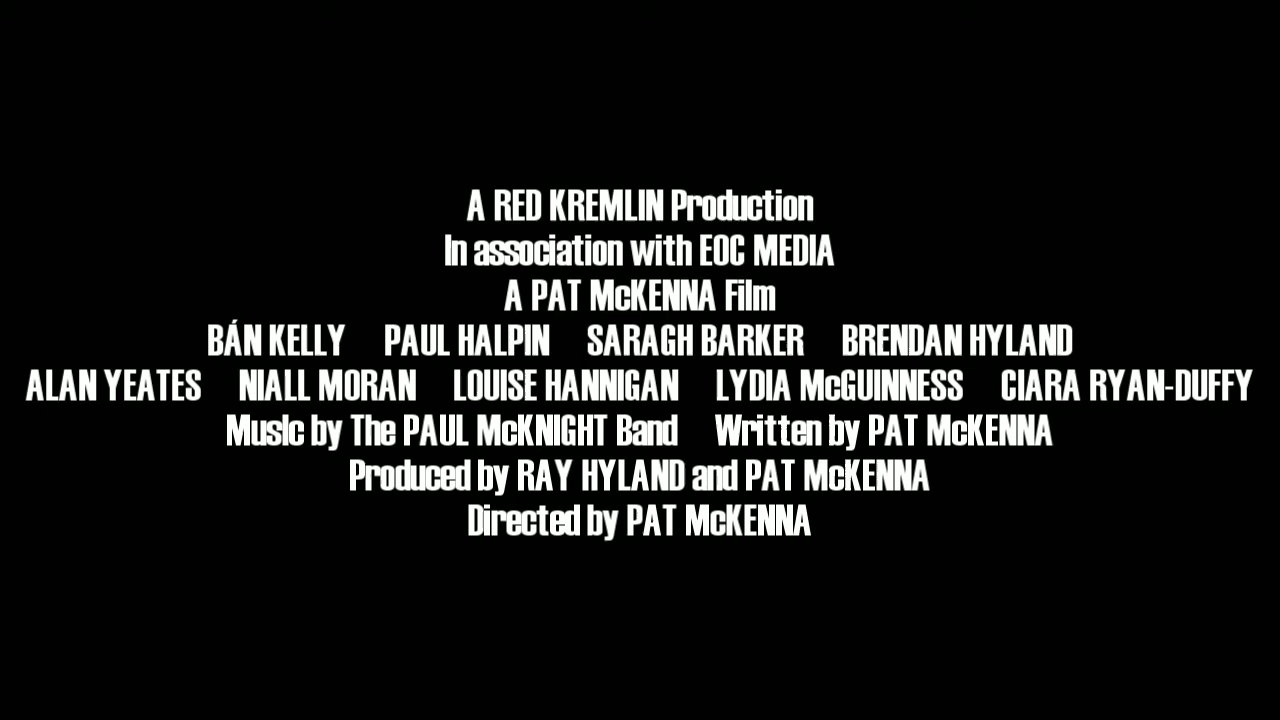 A RED KREMLIN Production
In association with EOC MEDIA
A PAT McKENNA Film
BÁN KELLY PAUL HALPIN SARAGH BARKER BRENDAN HYLAND
ALAN YEATES NIALL MORAN LOUISE HANNIGAN LYDIA McGUINNESS CIARA RYAN-DUFFY
Music by The PAUL McKNIGHT Band Written by PAT McKENNA
Produced by RAY HYLAND and PAT McKENNA
Directed by PAT McKENNA